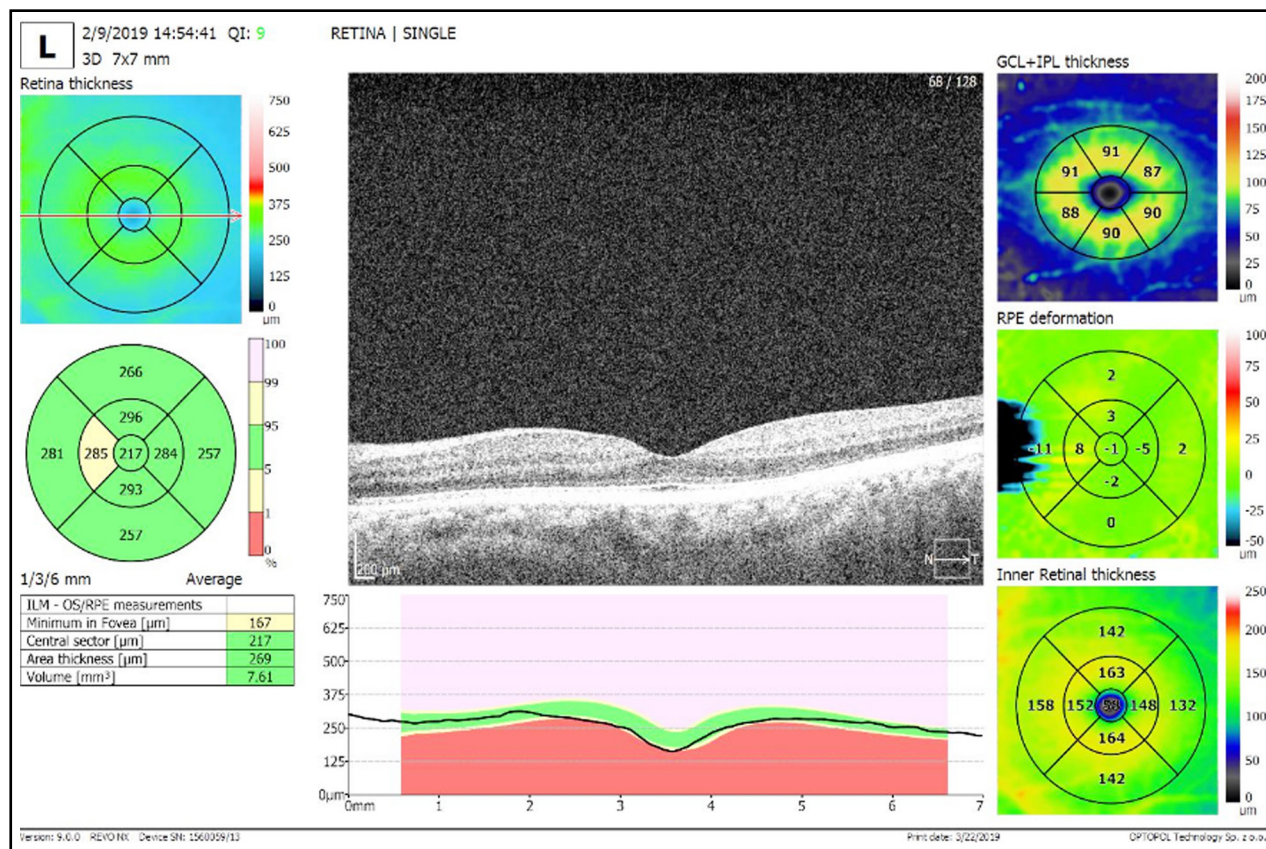 L
2/9/2019 14:54:41 QI: 9
3D 7x7 mm
RETINA | SINGLE
Retina thickness
750
625
500
375
250
125
0
µm
266
296
281 285 217 284 257
293
257
100
99
95
5
1
0
%
1/3/6 mm Average
ILM - OS/RPE measurements
Minimum in Fovea [µm] 167
Central sector [µm] 217
Area thickness [µm] 269
Volume [mm³] 7.61
68 / 128
200 µm
N T
750
625
500
375
250
125
0µm
0mm 1 2 3 4 5 6 7
GCL+IPL thickness
91
91 87
88 90
90
200
175
150
125
100
75
50
25
0
µm
RPE deformation
2
3
-11 8 -1 -5 2
-2
0
100
75
50
25
0
-25
-50
µm
Inner Retinal thickness
142
163
158 152 58 148 132
164
142
250
200
150
100
50
0
µm
Version: 9.0.0 REVO NX Device SN: 1560059/13
Print date: 3/22/2019
OPTOPOL Technology Sp. z o.o.